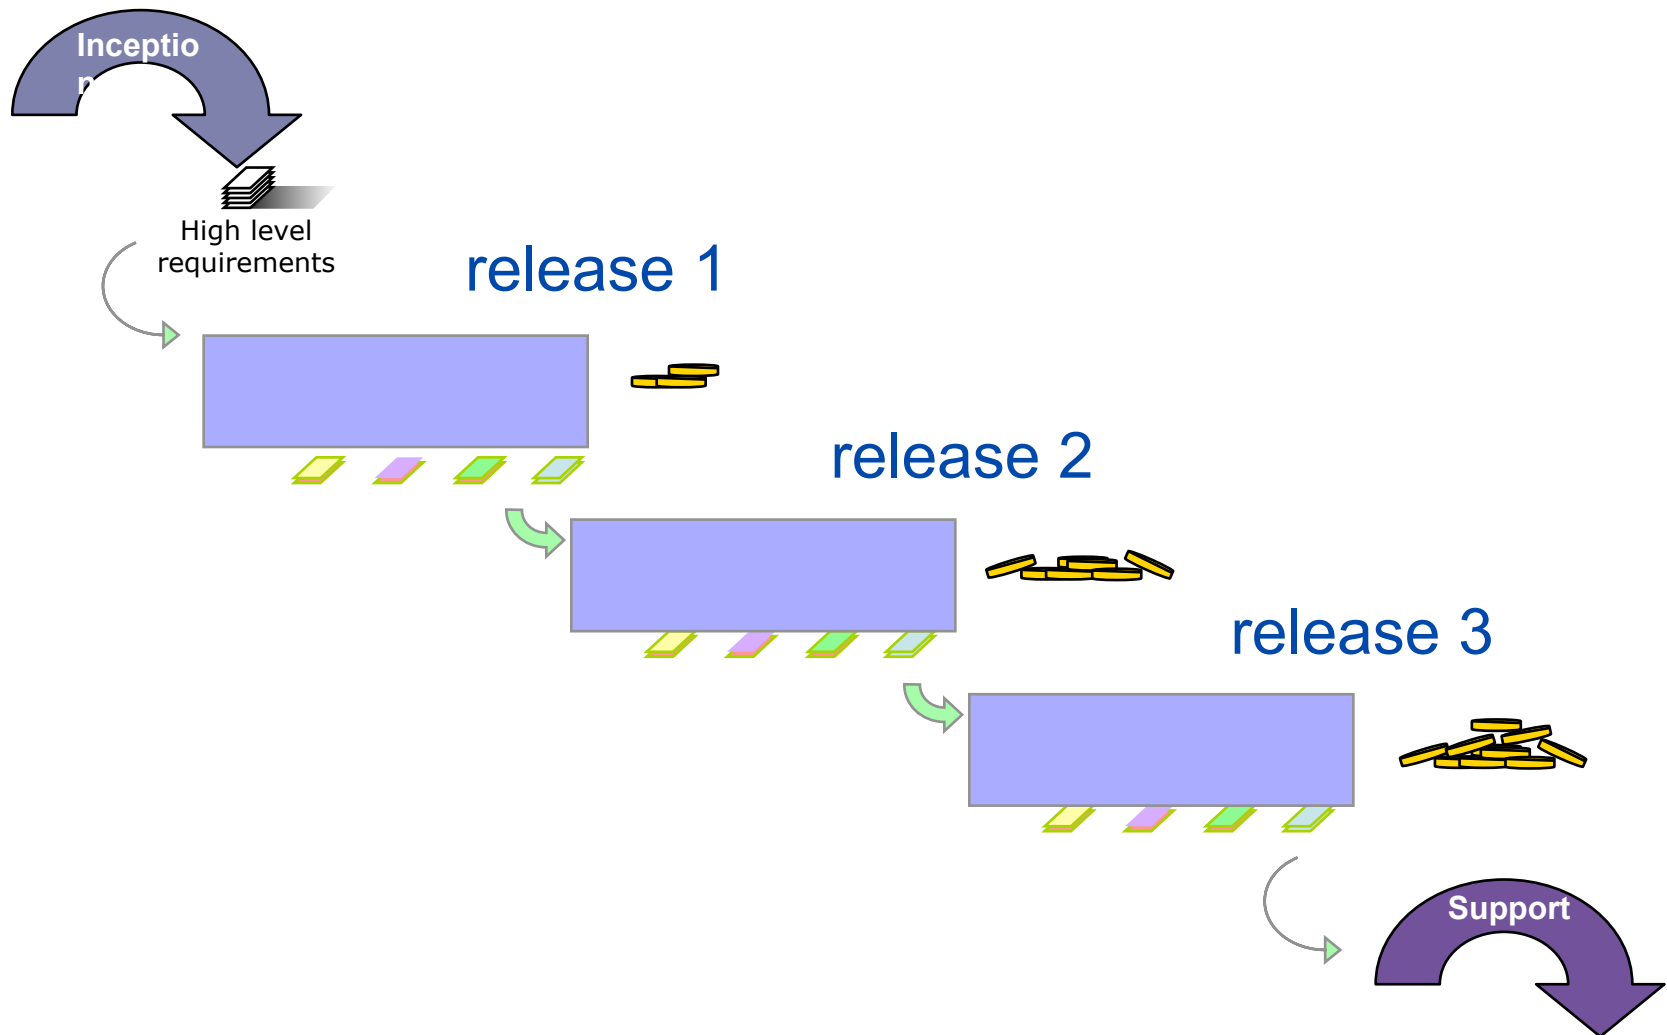 Inceptio
n
High level
requirements
release 1
release 2
release 3
Support